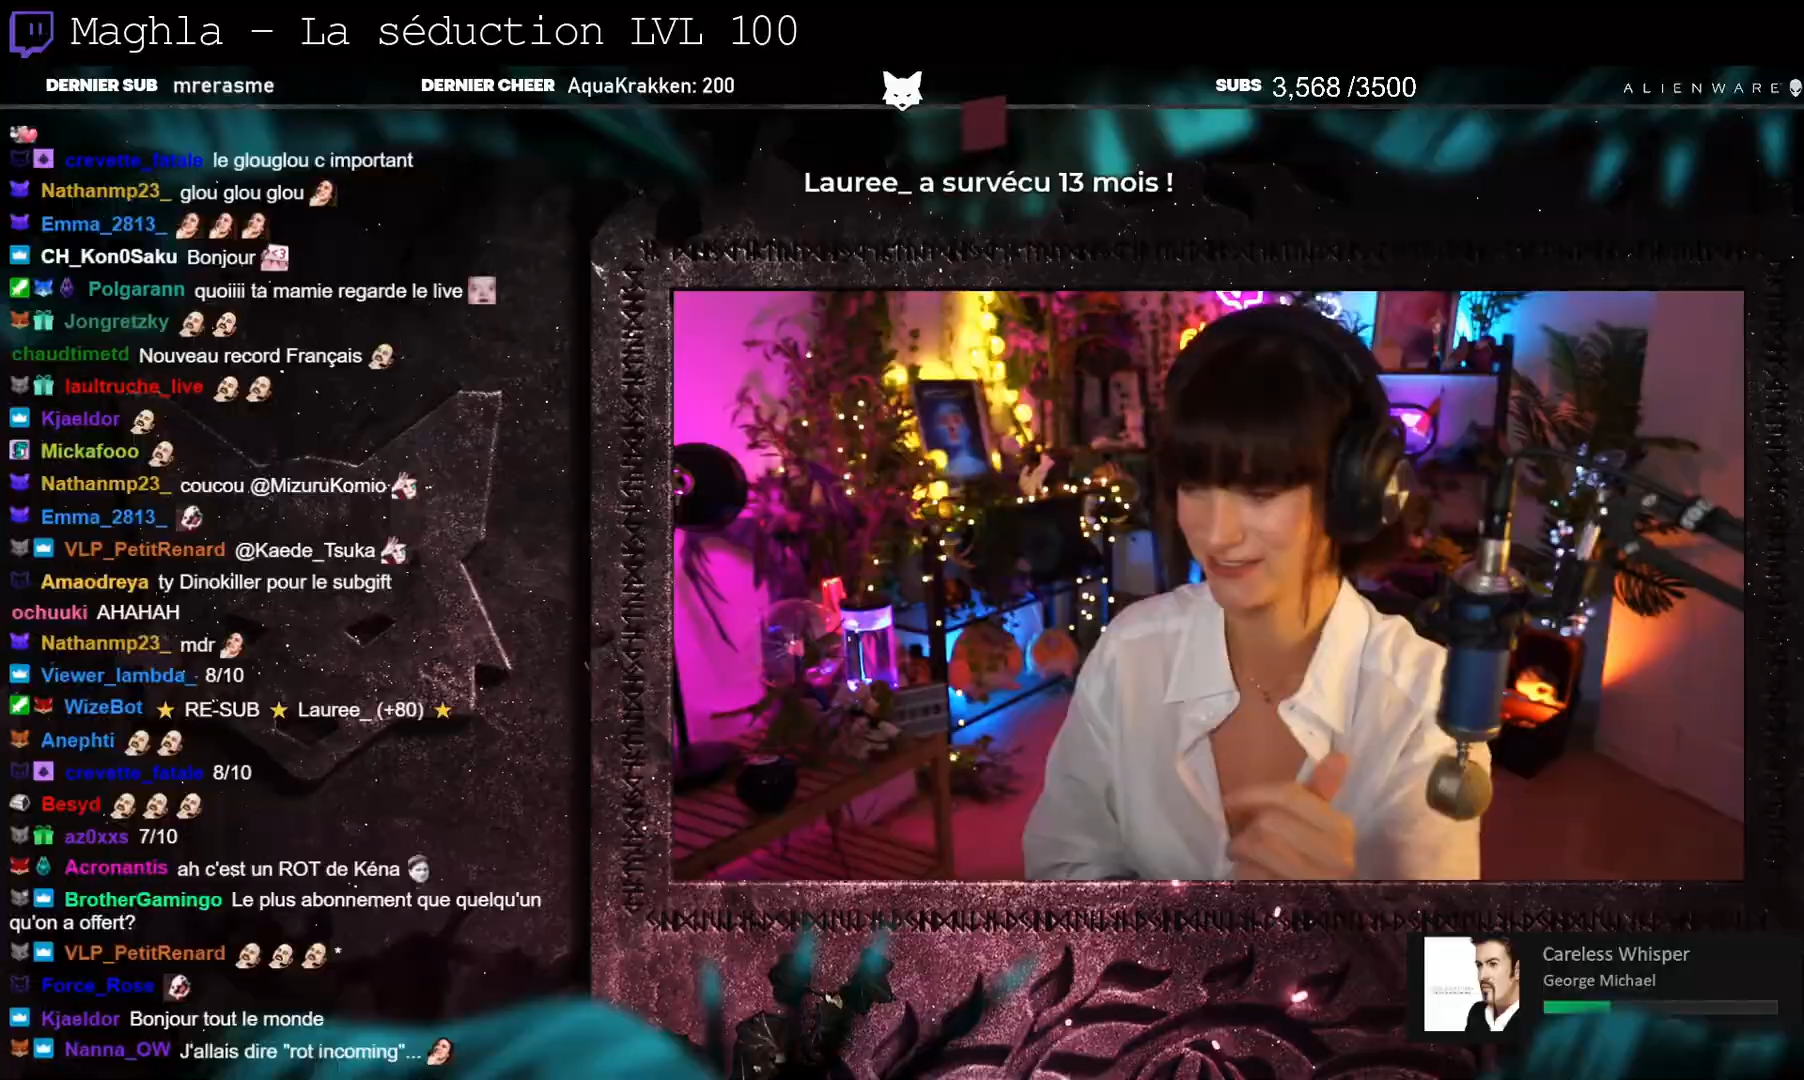 Maghla - La séduction LVL 100
DERNIER SUB mrerasme
DERNIER CHEER AquaKrakken: 200
SUBS 3,568 /3500
ALIENWARE
crevette_fatale le glouglou c important
Nathanmp23_ glou glou glou
Emma_2813_
CH_Kon0Saku Bonjour
Polgarann quoiiii ta mamie regarde le live
Jongretzky
chaudtimetd Nouveau record Français
laultruche_live
Kjaeldor
Mickafooo
Nathanmp23_ coucou @MizuruKomio
Emma_2813_
VLP_PetitRenard @Kaede_Tsuka
Amaodreya ty Dinokiller pour le subgift
ochuuki AHAHAH
Nathanmp23_ mdr
Viewer_lambda_ 8/10
WizeBot ★ RE-SUB ★ Lauree_ (+80) ★
Anephti
crevette_fatale 8/10
Besyd
az0xxs 7/10
Acronantis ah c'est un ROT de Kéna
BrotherGamingo Le plus abonnement que quelqu'un
qu'on a offert?
VLP_PetitRenard *
Force_Rose
Kjaeldor Bonjour tout le monde
Nanna_OW J'allais dire "rot incoming"...
Lauree_ a survécu 13 mois !
Careless Whisper
George Michael